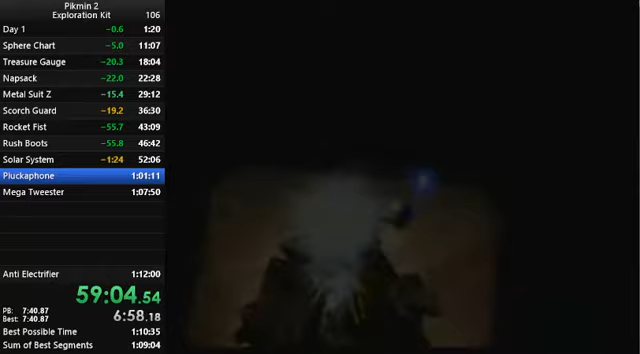 Pikmin 2
Exploration Kit 106
Day 1 -0.6 1:20
Sphere Chart -5.0 11:07
Treasure Gauge -20.3 18:04
Napsack -22.0 22:28
Metal Suit Z -15.4 29:12
Scorch Guard -19.2 36:30
Rocket Fist -55.7 43:09
Rush Boots -55.8 46:42
Solar System -1:24 52:06
Pluckaphone 1:01:11
Mega Tweester 1:07:50
Anti Electrifier 1:12:00
59:04.54
PB: 7:40.87
Best: 7:40.87 6:58.18
Best Possible Time 1:10:35
Sum of Best Segments 1:09:04